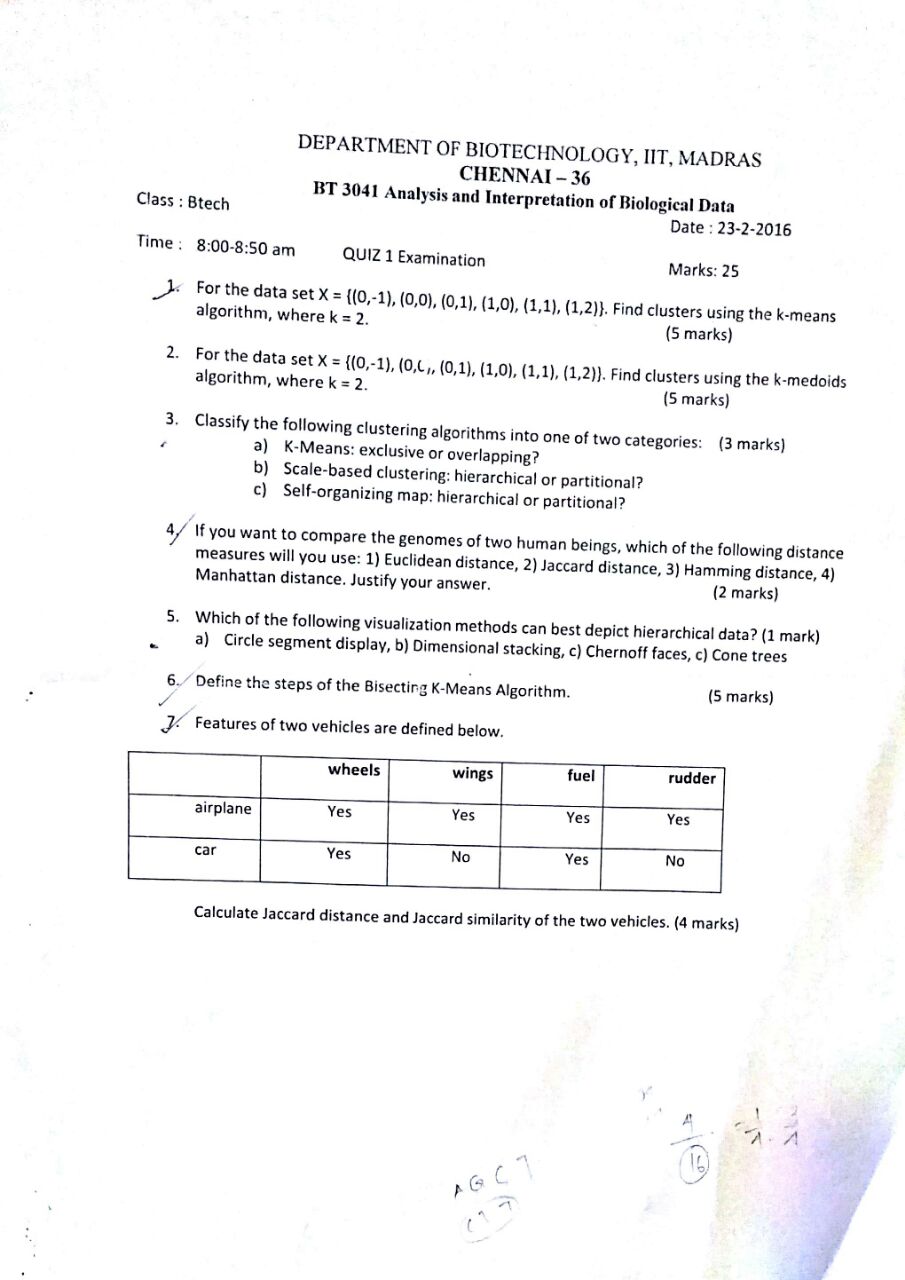 DEPARTMENT OF BIOTECHNOLOGY, IIT, MADRAS
CHENNAI – 36
BT 3041 Analysis and Interpretation of Biological Data
Class : Btech
Date : 23-2-2016
Time : 8:00-8:50 am QUIZ 1 Examination
Marks: 25
1. For the data set X = {(0,-1), (0,0), (0,1), (1,0), (1,1), (1,2)}. Find clusters using the k-means
algorithm, where k = 2. (5 marks)
2. For the data set X = {(0,-1), (0, (0,1), (1,0), (1,1), (1,2)}. Find clusters using the k-medoids
algorithm, where k = 2. (5 marks)
3. Classify the following clustering algorithms into one of two categories: (3 marks)
a) K-Means: exclusive or overlapping?
b) Scale-based clustering: hierarchical or partitional?
c) Self-organizing map: hierarchical or partitional?
4. If you want to compare the genomes of two human beings, which of the following distance
measures will you use: 1) Euclidean distance, 2) Jaccard distance, 3) Hamming distance, 4)
Manhattan distance. Justify your answer. (2 marks)
5. Which of the following visualization methods can best depict hierarchical data? (1 mark)
a) Circle segment display, b) Dimensional stacking, c) Chernoff faces, c) Cone trees
6. Define the steps of the Bisecting K-Means Algorithm. (5 marks)
7. Features of two vehicles are defined below.
wheels wings fuel rudder
airplane Yes Yes Yes Yes
car Yes No Yes No
Calculate Jaccard distance and Jaccard similarity of the two vehicles. (4 marks)
4
16
A G C T